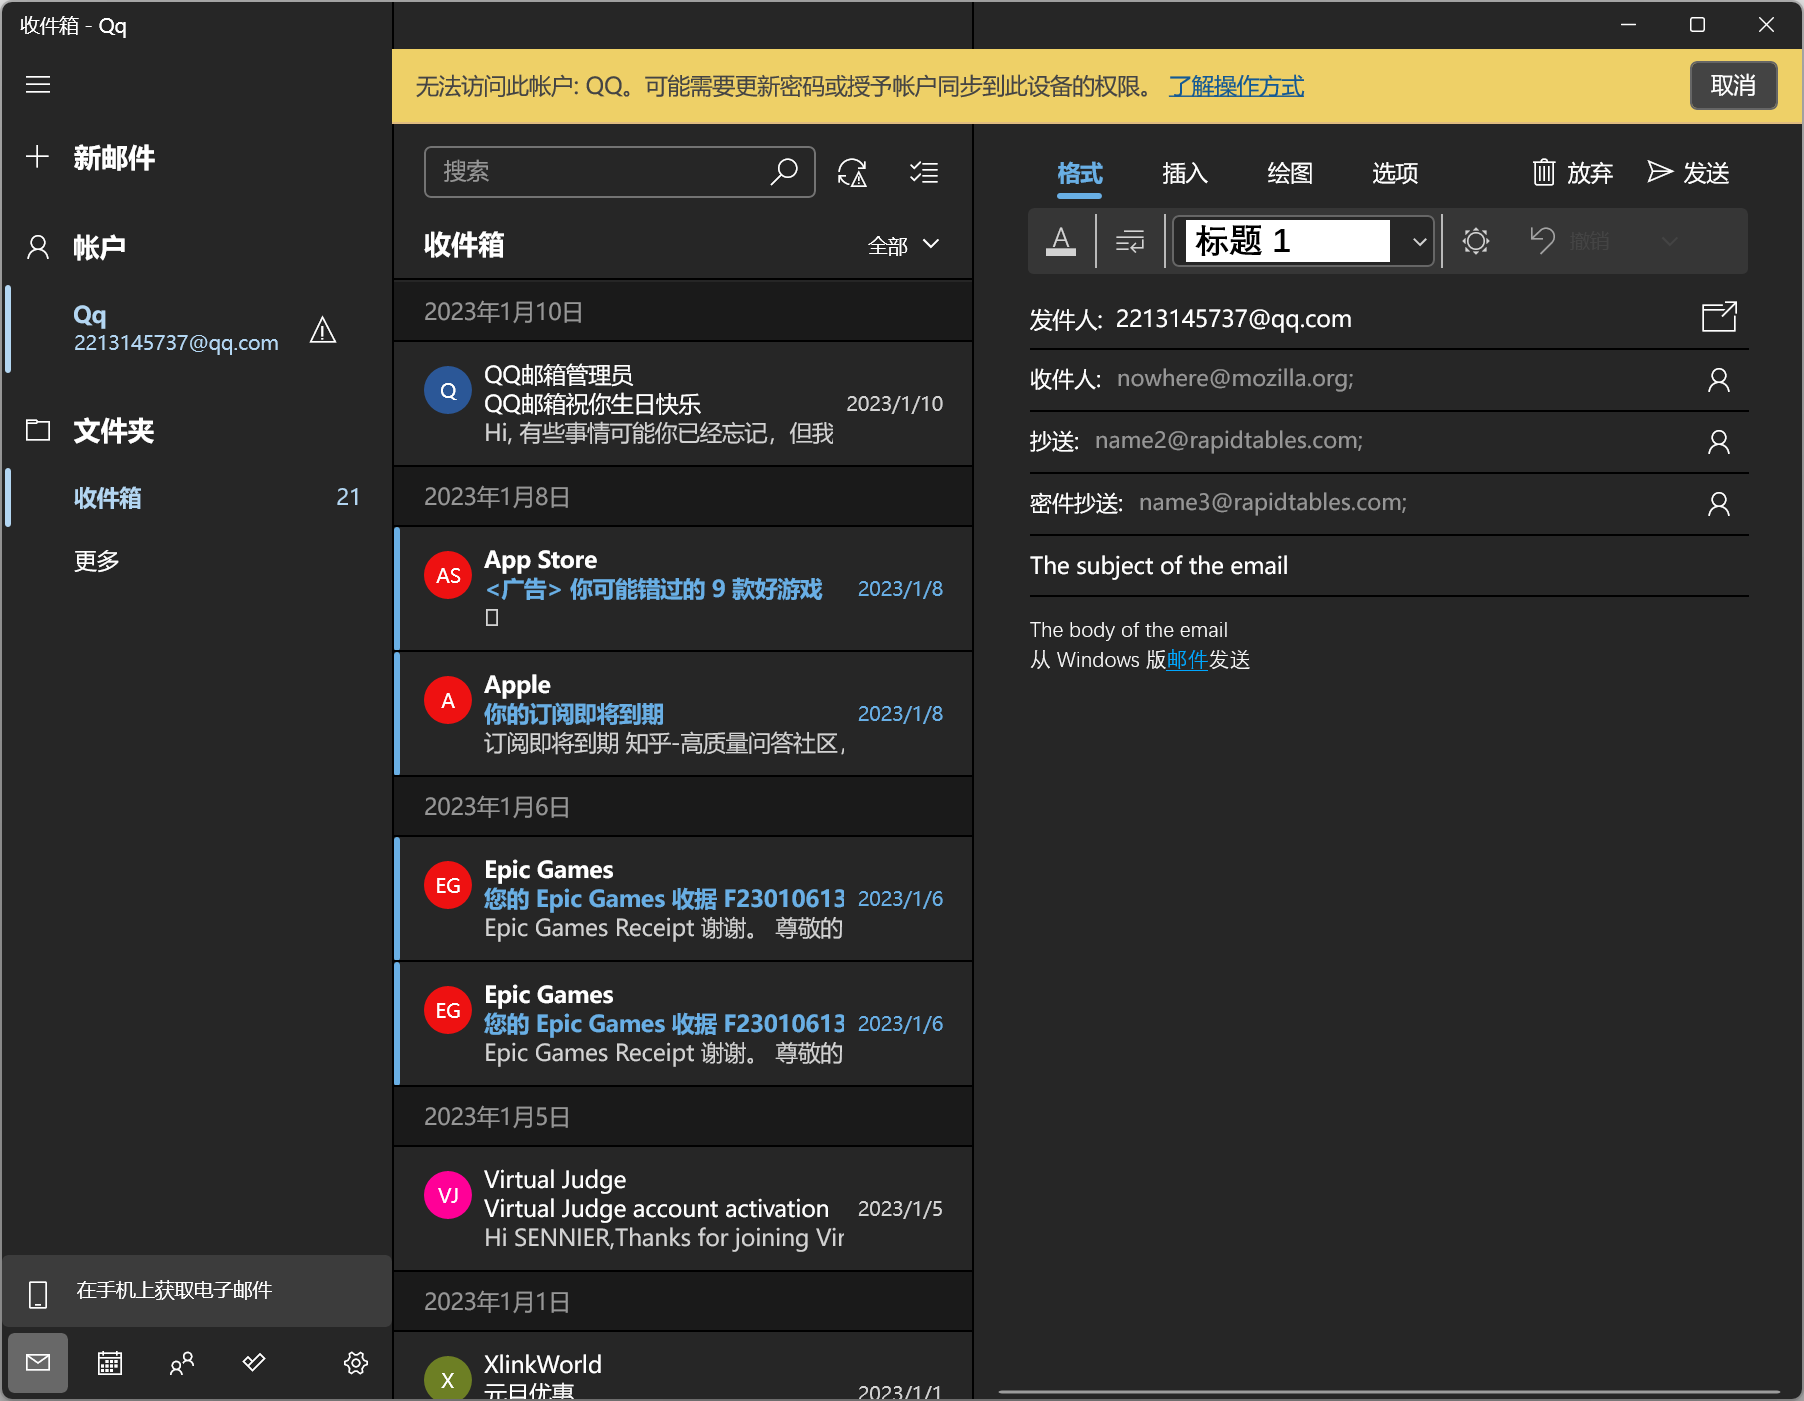 收件箱 - Qq
无法访问此帐户: QQ。可能需要更新密码或授予帐户同步到此设备的权限。 了解操作方式
取消
新邮件
帐户
Qq
2213145737@qq.com
文件夹
收件箱 21
更多
在手机上获取电子邮件
搜索
收件箱
全部
2023年1月10日
Q
QQ邮箱管理员
QQ邮箱祝你生日快乐 2023/1/10
Hi, 有些事情可能你已经忘记，但我
2023年1月8日
AS
App Store
<广告> 你可能错过的 9 款好游戏 2023/1/8
A
Apple
你的订阅即将到期 2023/1/8
订阅即将到期 知乎-高质量问答社区，
2023年1月6日
EG
Epic Games
您的 Epic Games 收据 F23010613 2023/1/6
Epic Games Receipt 谢谢。 尊敬的
EG
Epic Games
您的 Epic Games 收据 F23010613 2023/1/6
Epic Games Receipt 谢谢。 尊敬的
2023年1月5日
VJ
Virtual Judge
Virtual Judge account activation 2023/1/5
Hi SENNIER,Thanks for joining Vir
2023年1月1日
X
XlinkWorld
元旦优惠 2023/1/1
格式 插入 绘图 选项 放弃 发送
A 标题 1 撤消
发件人: 2213145737@qq.com
收件人: nowhere@mozilla.org;
抄送: name2@rapidtables.com;
密件抄送: name3@rapidtables.com;
The subject of the email
The body of the email
从 Windows 版邮件发送